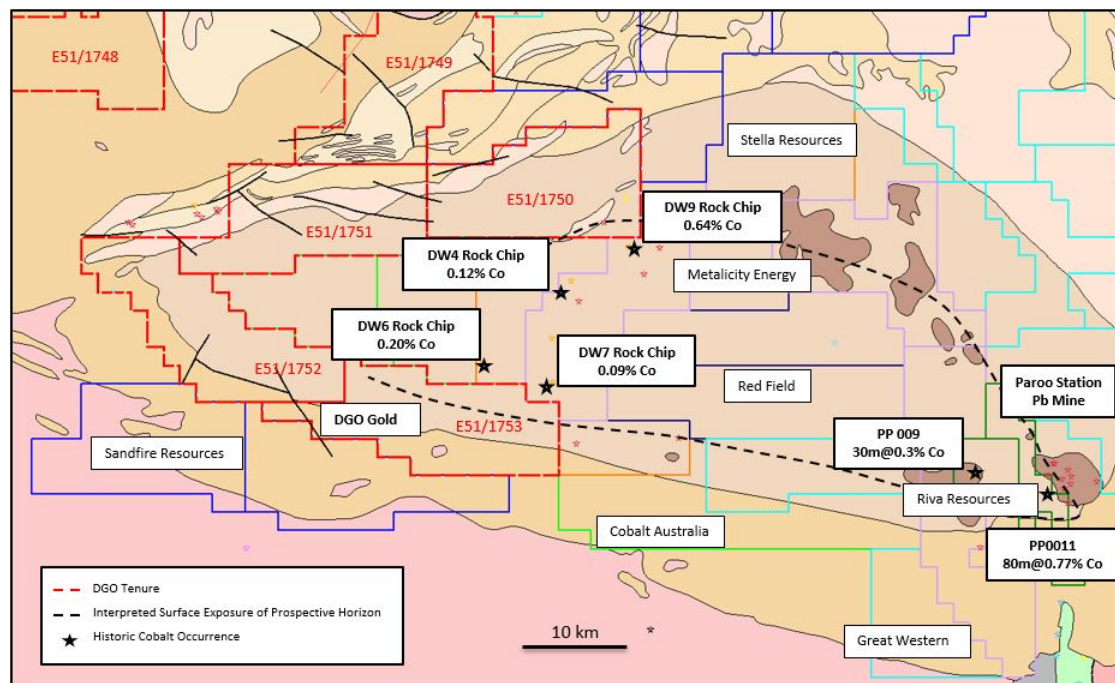 E51/1748
E51/1749
Stella Resources
E51/1750
DW9 Rock Chip
0.64% Co
E51/1751
DW4 Rock Chip
0.12% Co
Metalicity Energy
DW6 Rock Chip
0.20% Co
DW7 Rock Chip
0.09% Co
E51/1752
Red Field
Paroo Station
Pb Mine
DGO Gold
E51/1753
PP 009
30m@0.3% Co
Sandfire Resources
Riva Resources
Cobalt Australia
PP0011
80m@0.77% Co
DGO Tenure
Interpreted Surface Exposure of Prospective Horizon
Historic Cobalt Occurrence
10 km
Great Western